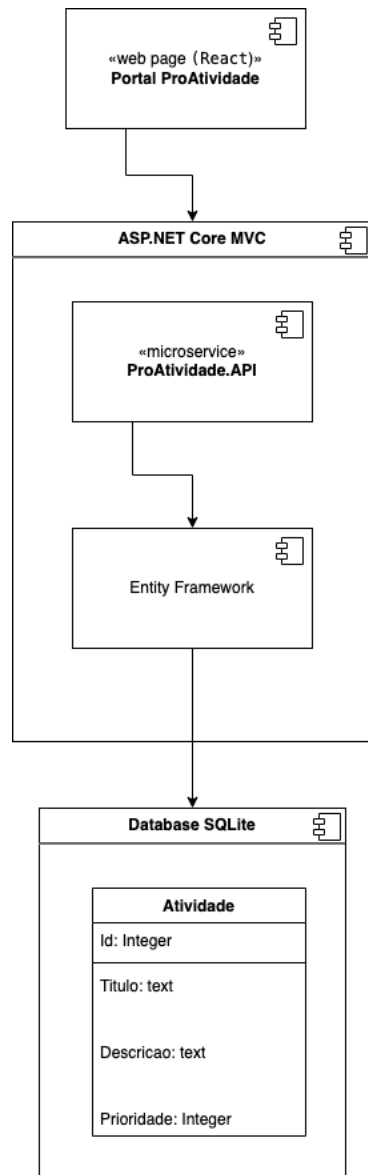 «web page (React)»
Portal ProAtividade
ASP.NET Core MVC
«microservice»
ProAtividade.API
Entity Framework
Database SQLite
Atividade
Id: Integer
Titulo: text
Descricao: text
Prioridade: Integer